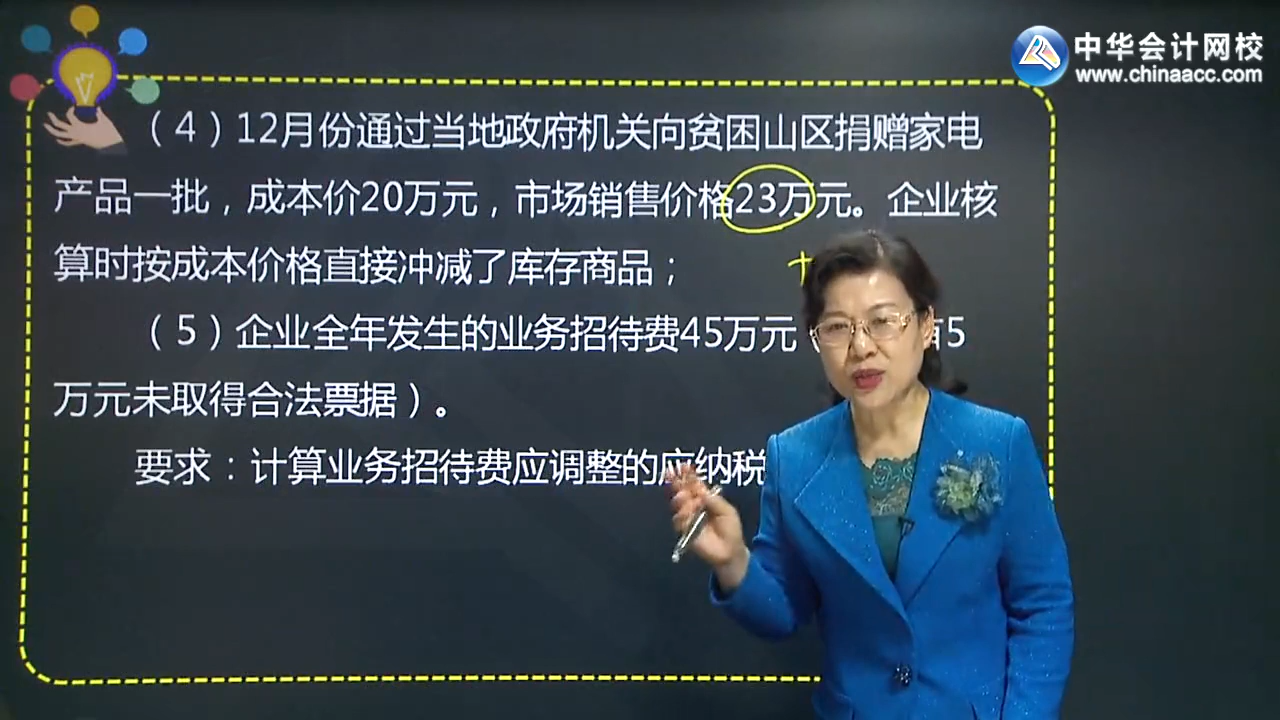 中华会计网校
www.chinaacc.com
（4）12月份通过当地政府机关向贫困山区捐赠家电
产品一批，成本价20万元，市场销售价格23万元。企业核
算时按成本价格直接冲减了库存商品；
（5）企业全年发生的业务招待费45万元（ 有5
万元未取得合法票据）。
要求：计算业务招待费应调整的应纳税